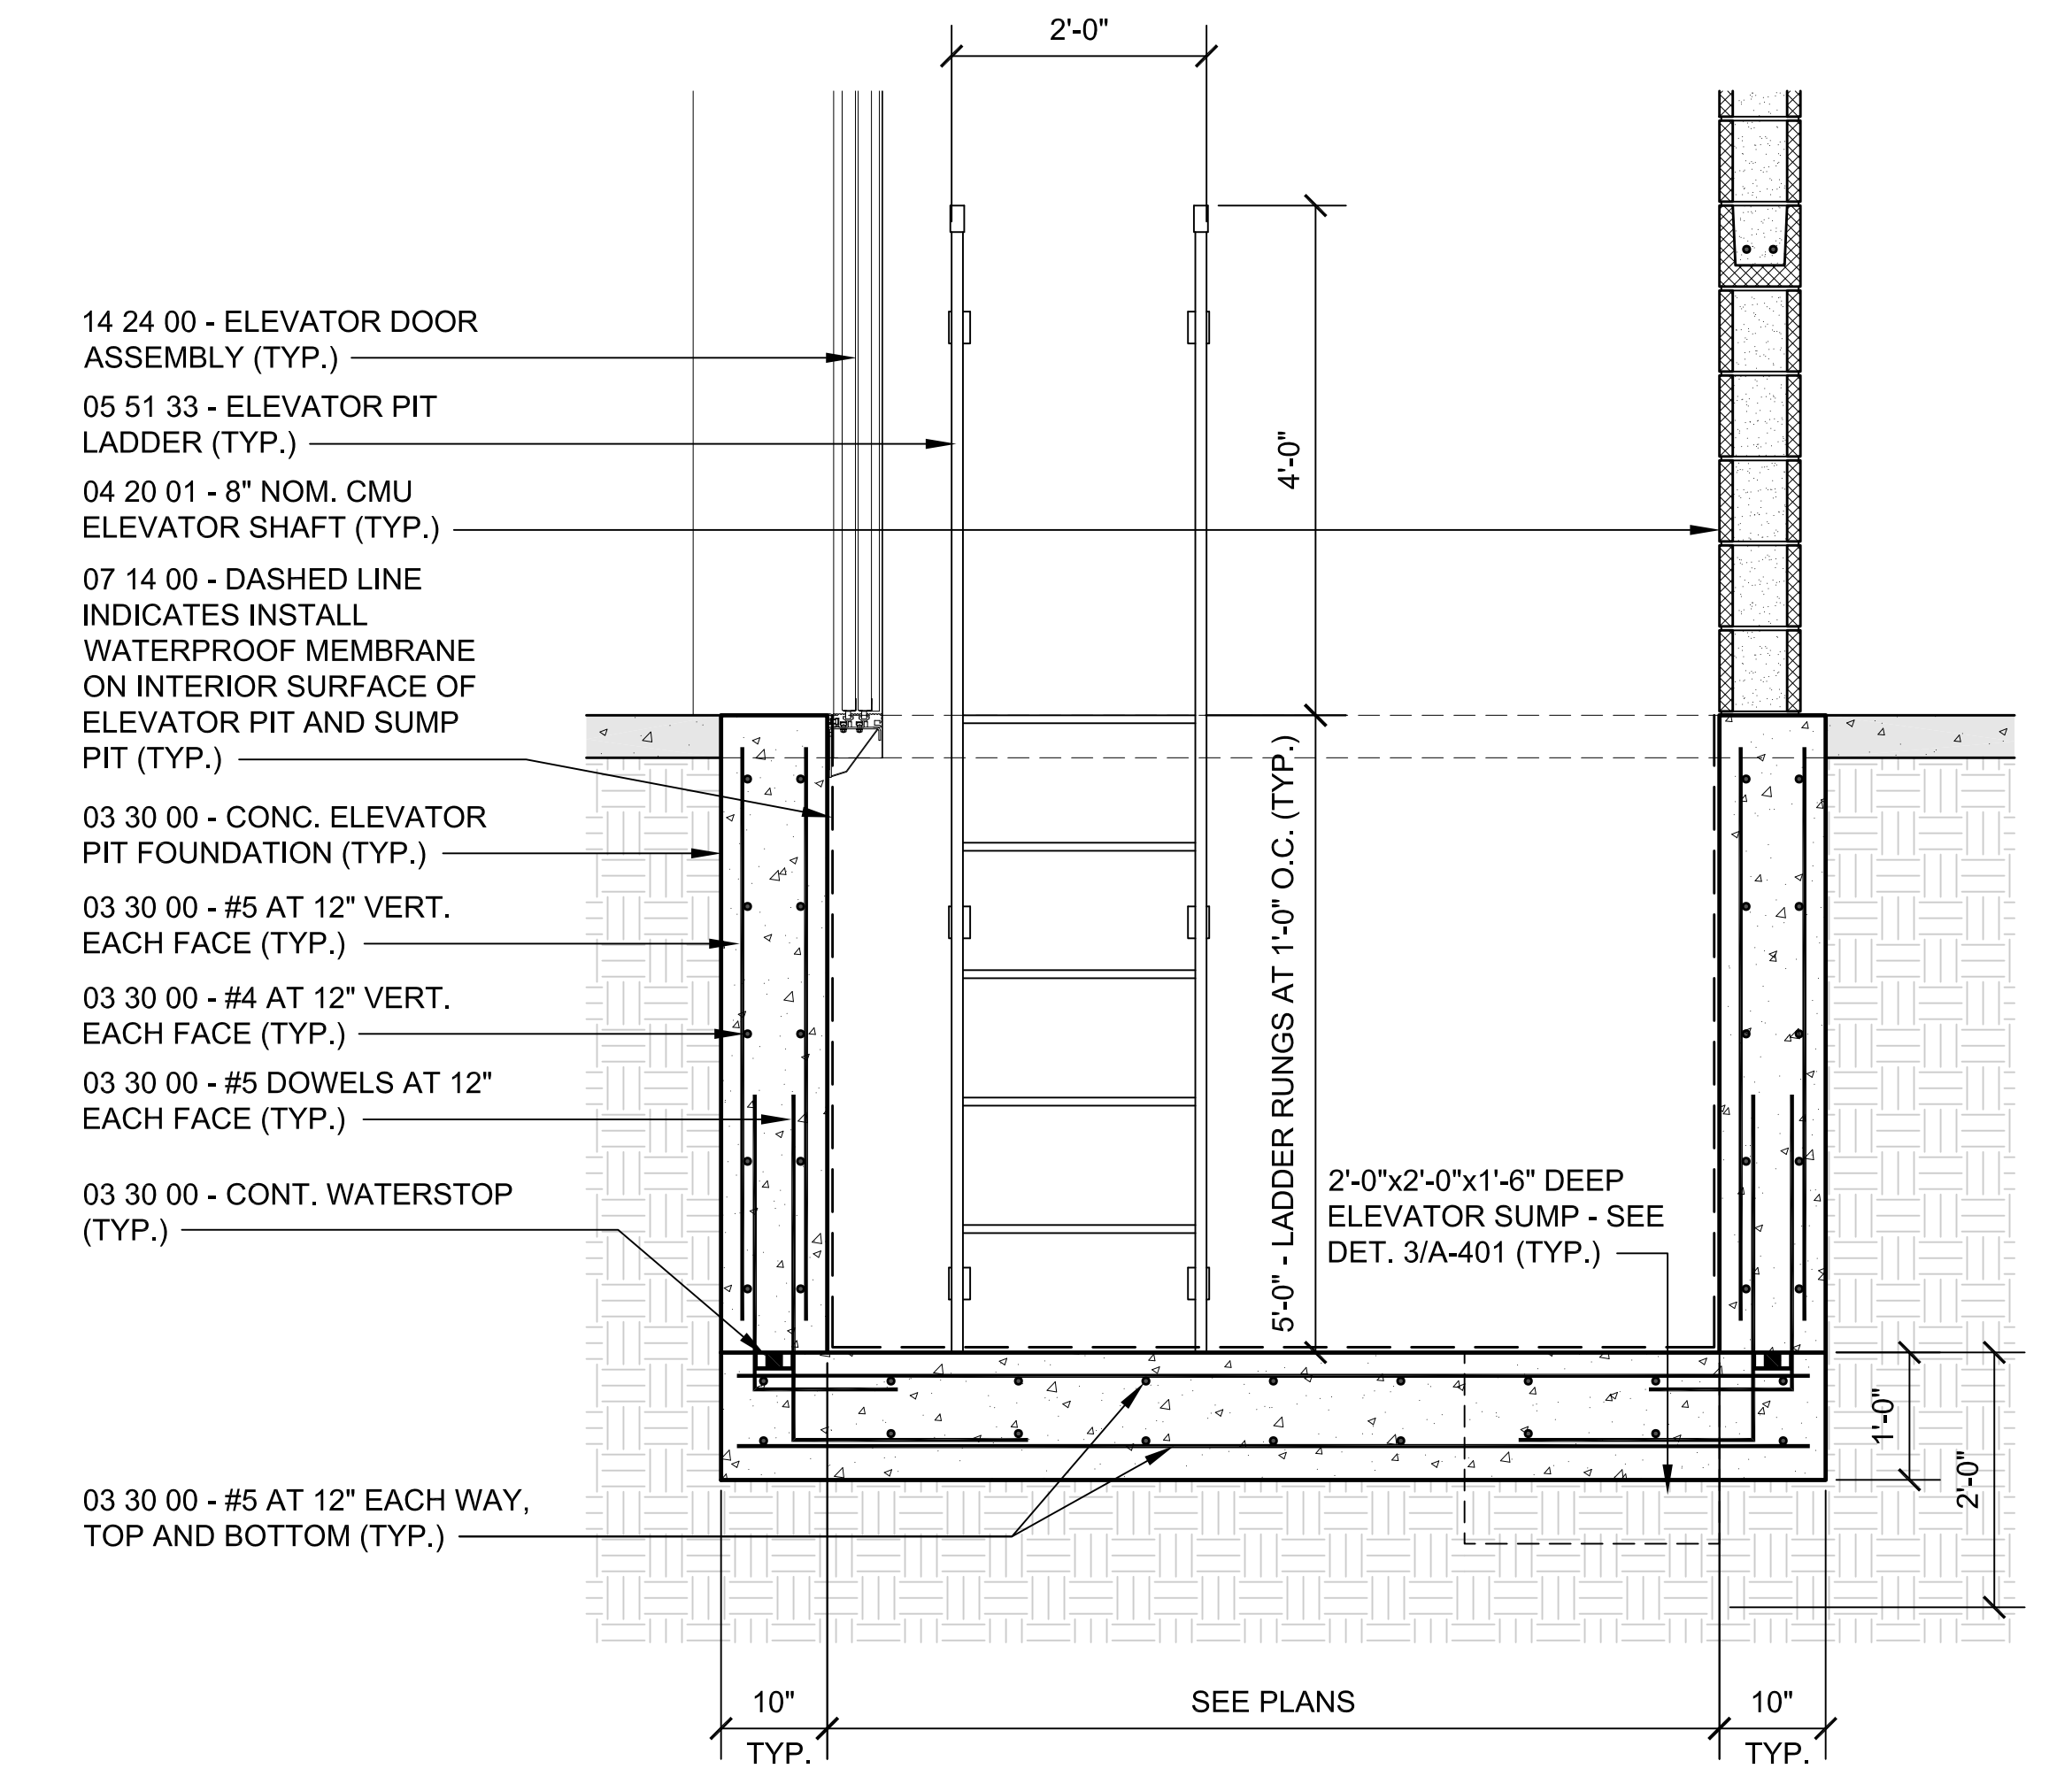 2'-0"
14 24 00 - ELEVATOR DOOR
ASSEMBLY (TYP.)
05 51 33 - ELEVATOR PIT
LADDER (TYP.)
04 20 01 - 8" NOM. CMU
ELEVATOR SHAFT (TYP.)
07 14 00 - DASHED LINE
INDICATES INSTALL
WATERPROOF MEMBRANE
ON INTERIOR SURFACE OF
ELEVATOR PIT AND SUMP
PIT (TYP.)
03 30 00 - CONC. ELEVATOR
PIT FOUNDATION (TYP.)
03 30 00 - #5 AT 12" VERT.
EACH FACE (TYP.)
03 30 00 - #4 AT 12" VERT.
EACH FACE (TYP.)
03 30 00 - #5 DOWELS AT 12"
EACH FACE (TYP.)
03 30 00 - CONT. WATERSTOP
(TYP.)
03 30 00 - #5 AT 12" EACH WAY,
TOP AND BOTTOM (TYP.)
4'-0"
5'-0" - LADDER RUNGS AT 1'-0" O.C. (TYP.)
2'-0"x2'-0"x1'-6" DEEP
ELEVATOR SUMP - SEE
DET. 3/A-401 (TYP.)
1'-0"
2'-0"
10"
TYP.
SEE PLANS
10"
TYP.